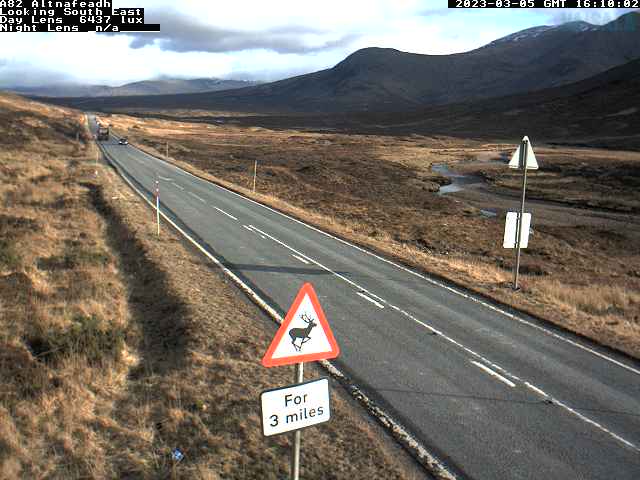 A82 Altnafeadh
Looking South East
Day Lens 6437 lux
Night Lens n/a
2023-03-05 GMT 16:10:02
For
3 miles